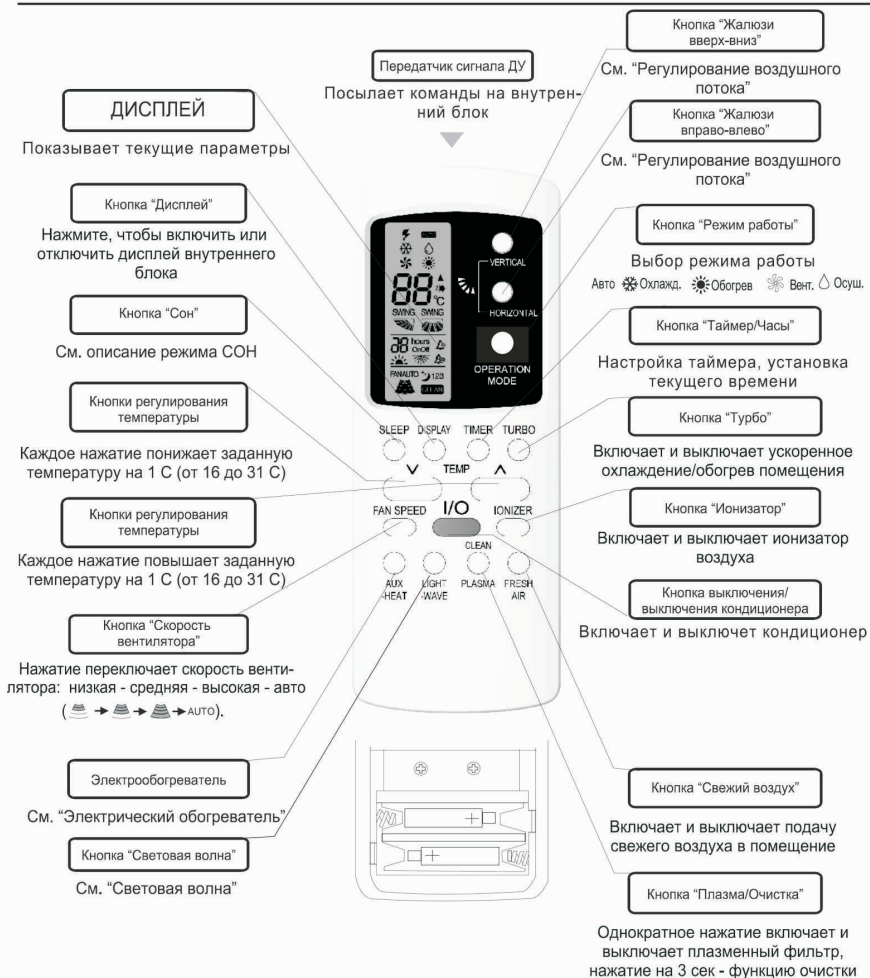 Кнопка “Жалюзи
вверх-вниз”
См. “Регулирование воздушного
потока”
Передатчик сигнала ДУ
Посылает команды на внутрен-
ний блок
ДИСПЛЕЙ
Показывает текущие параметры
Кнопка “Жалюзи
вправо-влево”
См. “Регулирование воздушного
потока”
Кнопка “Дисплей”
Нажмите, чтобы включить или
отключить дисплей внутреннего
блока
Кнопка “Режим работы”
Выбор режима работы
Авто Охлажд. Обогрев Вент. Осуш.
Кнопка “Сон”
См. описание режима СОН
Кнопка “Таймер/Часы”
Настройка таймера, установка
текущего времени
Кнопки регулирования
температуры
Каждое нажатие понижает заданную
температуру на 1 С (от 16 до 31 С)
Кнопка “Турбо”
Включает и выключает ускоренное
охлаждение/обогрев помещения
Кнопки регулирования
температуры
Каждое нажатие повышает заданную
температуру на 1 С (от 16 до 31 С)
Кнопка “Ионизатор”
Включает и выключает ионизатор
воздуха
Кнопка “Скорость
вентилятора”
Нажатие переключает скорость венти-
лятора: низкая - средняя - высокая - авто
( ➔ ➔ ➔ AUTO).
Кнопка выключения/
выключения кондиционера
Включает и выключет кондиционер
Электрообогреватель
См. “Электрический обогреватель”
Кнопка “Световая волна”
См. “Световая волна”
Кнопка “Свежий воздух”
Включает и выключает подачу
свежего воздуха в помещение
Кнопка “Плазма/Очистка”
Однократное нажатие включает и
выключает плазменный фильтр,
нажатие на 3 сек - функцию очистки
88 °C
SWING SWING
88 hours
OnOff
FANAUTO 123
CLEAN
VERTICAL
HORIZONTAL
OPERATION
MODE
SLEEP DISPLAY TIMER TURBO
TEMP
FAN SPEED I/O IONIZER
CLEAN
AUX
-HEAT
LIGHT
-WAVE
PLASMA
FRESH
AIR
+
+